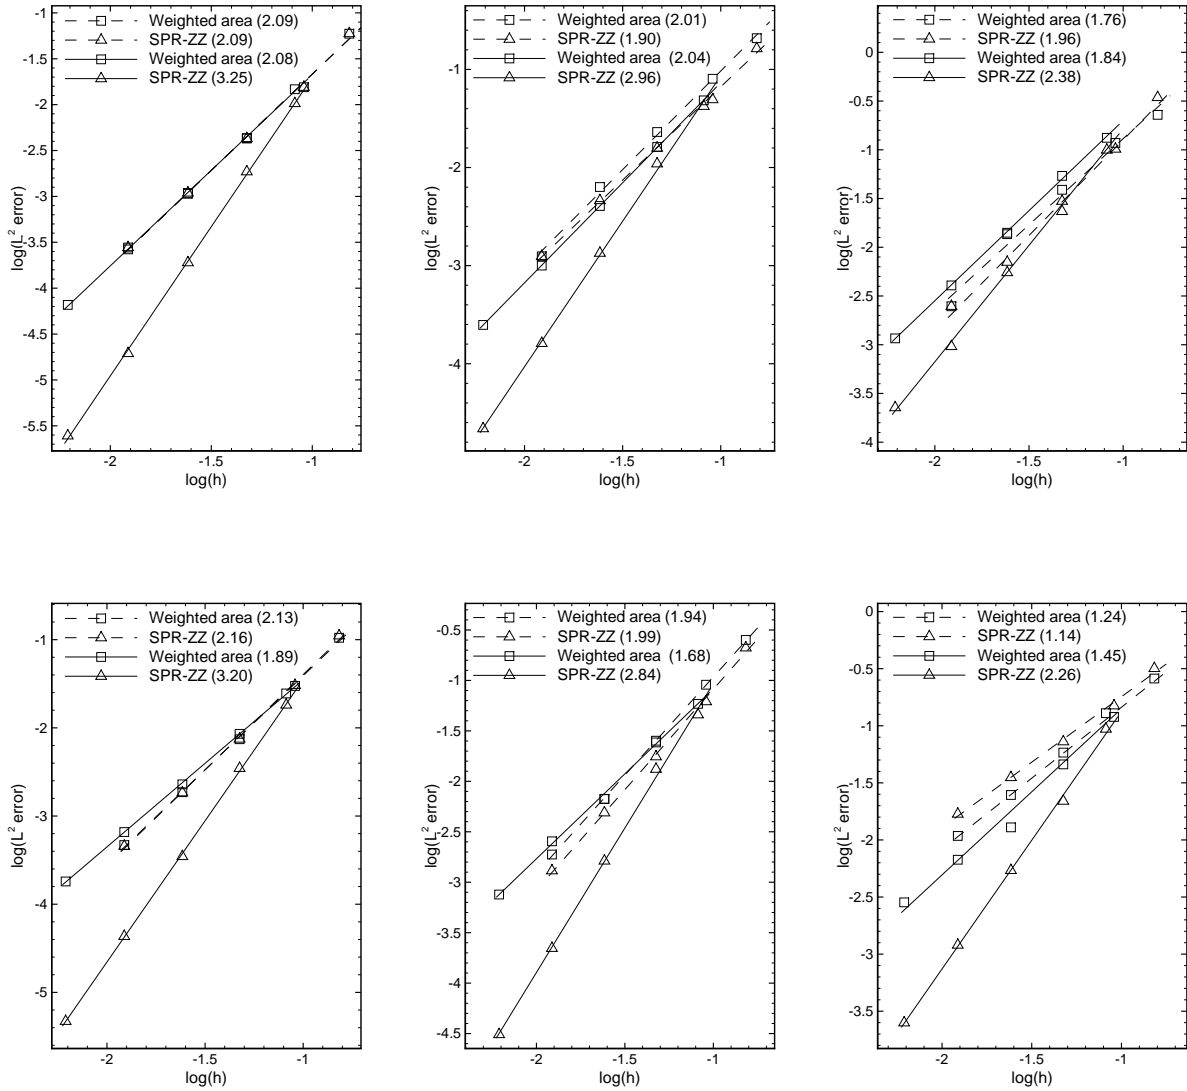 Weighted area (2.09)
SPR-ZZ (2.09)
Weighted area (2.08)
SPR-ZZ (3.25)
-1
-1.5
-2
-2.5
-3
-3.5
-4
-4.5
-5
-5.5
log(L² error)
-2
-1.5
-1
log(h)
Weighted area (2.01)
SPR-ZZ (1.90)
Weighted area (2.04)
SPR-ZZ (2.96)
-1
-2
-3
-4
log(L² error)
-2
-1.5
-1
log(h)
Weighted area (1.76)
SPR-ZZ (1.96)
Weighted area (1.84)
SPR-ZZ (2.38)
0
-0.5
-1
-1.5
-2
-2.5
-3
-3.5
-4
log(L² error)
-2
-1.5
-1
log(h)
Weighted area (2.13)
SPR-ZZ (2.16)
Weighted area (1.89)
SPR-ZZ (3.20)
-1
-2
-3
-4
-5
log(L² error)
-2
-1.5
-1
log(h)
Weighted area (1.94)
SPR-ZZ (1.99)
Weighted area (1.68)
SPR-ZZ (2.84)
-0.5
-1
-1.5
-2
-2.5
-3
-3.5
-4
-4.5
log(L² error)
-2
-1.5
-1
log(h)
Weighted area (1.24)
SPR-ZZ (1.14)
Weighted area (1.45)
SPR-ZZ (2.26)
0
-0.5
-1
-1.5
-2
-2.5
-3
-3.5
log(L² error)
-2
-1.5
-1
log(h)